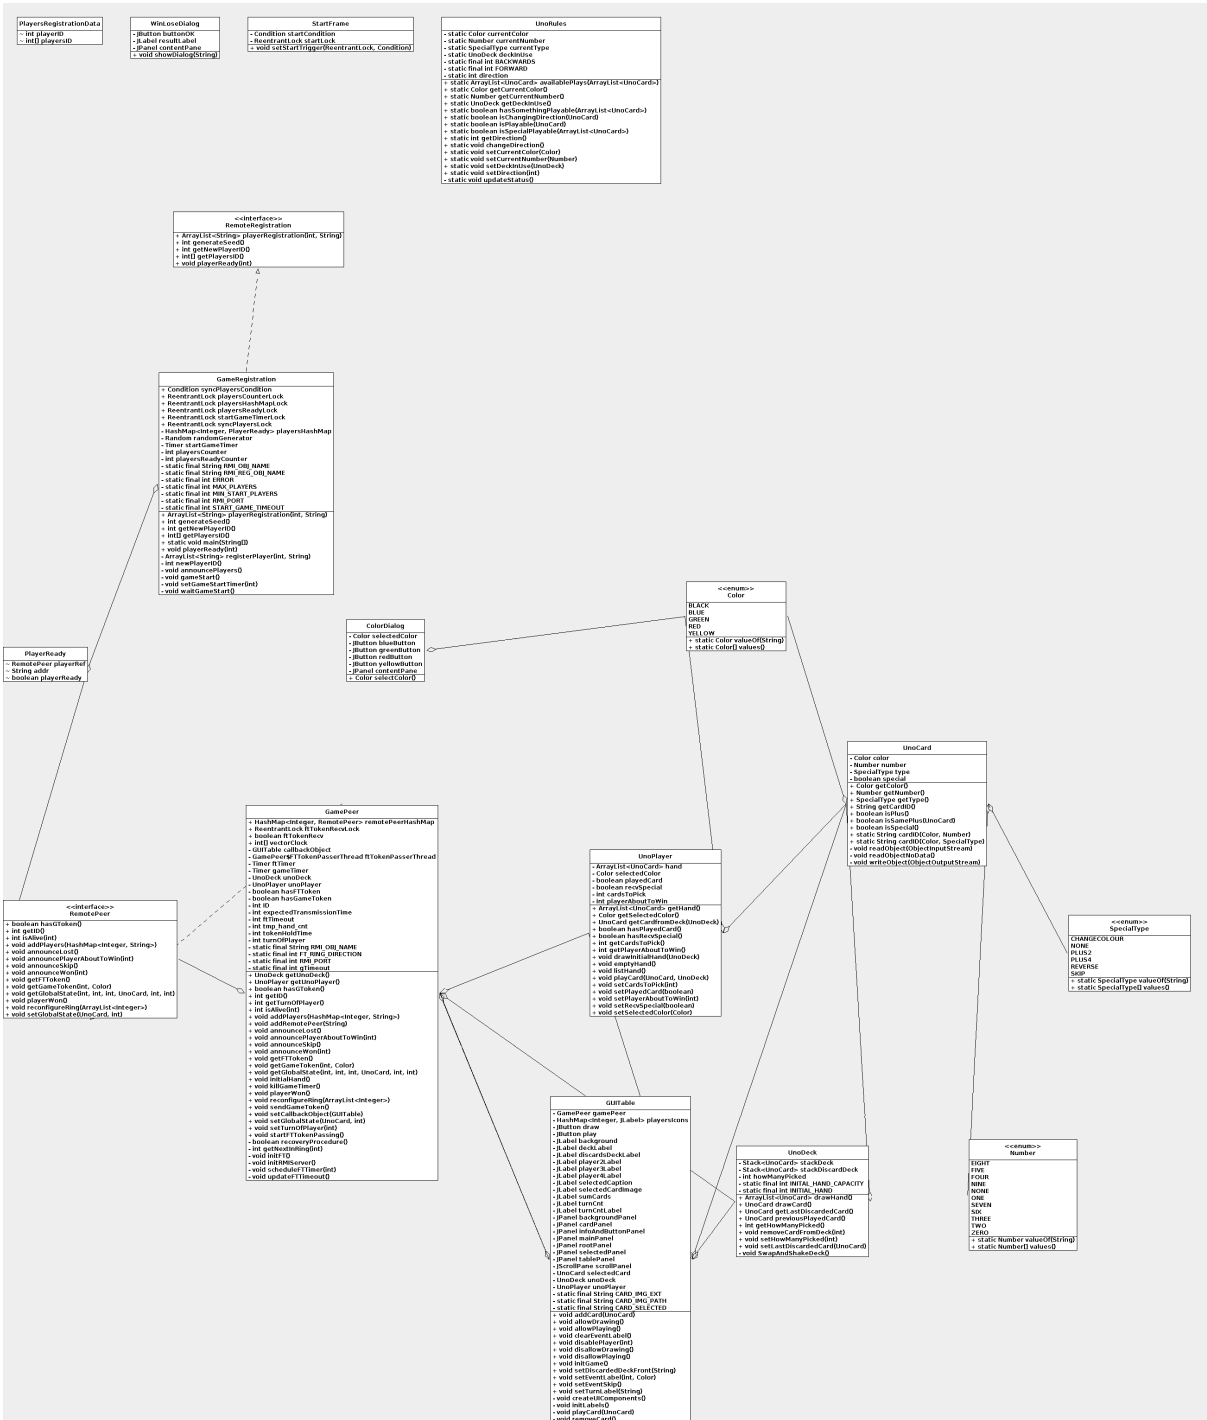 PlayersRegistrationData
~ int playerID
~ int[] playersID
WinLoseDialog
- JButton buttonOK
- JLabel resultLabel
- JPanel contentPane
+ void showDialog(String)
StartFrame
- Condition startCondition
- ReentrantLock startLock
+ void setStartTrigger(ReentrantLock, Condition)
UnoRules
- static Color currentColor
- static Number currentNumber
- static SpecialType currentType
- static UnoDeck deckInUse
- static final int BACKWARDS
- static final int FORWARD
- static int direction
+ static ArrayList<UnoCard> availablePlays(ArrayList<UnoCard>)
+ static Color getCurrentColor()
+ static Number getCurrentNumber()
+ static UnoDeck getDeckInUse()
+ static boolean hasSomethingPlayable(ArrayList<UnoCard>)
+ static boolean isChangingDirection(UnoCard)
+ static boolean isPlayable(UnoCard)
+ static boolean isSpecialPlayable(ArrayList<UnoCard>)
+ static int getDirection()
+ static void changeDirection()
+ static void setCurrentColor(Color)
+ static void setCurrentNumber(Number)
+ static void setDeckInUse(UnoDeck)
+ static void setDirection(int)
- static void updateStatus()
<<interface>>
RemoteRegistration
+ ArrayList<String> playerRegistration(int, String)
+ int generateSeed()
+ int getNewPlayerID()
+ int[] getPlayersID()
+ void playerReady(int)
GameRegistration
+ Condition syncPlayersCondition
+ ReentrantLock playersCounterLock
+ ReentrantLock playersHashMapLock
+ ReentrantLock playersReadyLock
+ ReentrantLock startGameTimerLock
+ ReentrantLock syncPlayersLock
- HashMap<Integer, PlayerReady> playersHashMap
- Random randomGenerator
- Timer startGameTimer
- int playersCounter
- int playersReadyCounter
- static final String RMI_OBJ_NAME
- static final String RMI_REG_OBJ_NAME
- static final int ERROR
- static final int MAX_PLAYERS
- static final int MIN_START_PLAYERS
- static final int RMI_PORT
- static final int START_GAME_TIMEOUT
+ ArrayList<String> playerRegistration(int, String)
+ int generateSeed()
+ int getNewPlayerID()
+ int[] getPlayersID()
+ static void main(String[])
+ void playerReady(int)
- ArrayList<String> registerPlayer(int, String)
- int newPlayerID()
- void announcePlayers()
- void gameStart()
- void setGameStartTimer(int)
- void waitGameStart()
<<enum>>
Color
BLACK
BLUE
GREEN
RED
YELLOW
+ static Color valueOf(String)
+ static Color[] values()
ColorDialog
- Color selectedColor
- JButton blueButton
- JButton greenButton
- JButton redButton
- JButton yellowButton
- JPanel contentPane
+ Color selectColor()
PlayerReady
~ RemotePeer playerRef
~ String addr
~ boolean playerReady
UnoCard
- Color color
- Number number
- SpecialType type
- boolean special
+ Color getColor()
+ Number getNumber()
+ SpecialType getType()
+ String getCardID()
+ boolean isPlus()
+ boolean isSamePlus(UnoCard)
+ boolean isSpecial()
+ static String cardID(Color, Number)
+ static String cardID(Color, SpecialType)
- void readObject(ObjectInputStream)
- void readObjectNoData()
- void writeObject(ObjectOutputStream)
GamePeer
+ HashMap<Integer, RemotePeer> remotePeerHashMap
+ ReentrantLock ftTokenRecvLock
+ boolean ftTokenRecv
+ int[] vectorClock
- GUITable callbackObject
- GamePeer$FTTokenPasserThread ftTokenPasserThread
- Timer ftTimer
- Timer gameTimer
- UnoDeck unoDeck
- UnoPlayer unoPlayer
- boolean hasFTToken
- boolean hasGameToken
- int ID
- int expectedTransmissionTime
- int ftTimeout
- int tmp_hand_cnt
- int tokenHoldTime
- int turnOfPlayer
- static final String RMI_OBJ_NAME
- static final int FT_RING_DIRECTION
- static final int RMI_PORT
- static final int gTimeout
+ UnoDeck getUnoDeck()
+ UnoPlayer getUnoPlayer()
+ boolean hasGToken()
+ int getID()
+ int getTurnOfPlayer()
+ int isAlive(int)
+ void addPlayers(HashMap<Integer, String>)
+ void addRemotePeer(String)
+ void announceLost()
+ void announcePlayerAboutToWin(int)
+ void announceSkip()
+ void announceWon(int)
+ void getFTToken()
+ void getGameToken(int, Color)
+ void getGlobalState(int, int, int, UnoCard, int, int)
+ void initialHand()
+ void killGameTimer()
+ void playerWon()
+ void reconfigureRing(ArrayList<Integer>)
+ void sendGameToken()
+ void setCallbackObject(GUITable)
+ void setGlobalState(UnoCard, int)
+ void setTurnOfPlayer(int)
+ void startFTTokenPassing()
- boolean recoveryProcedure()
- int getNextInRing(int)
- void initFT()
- void initRMIServer()
- void scheduleFTTimer(int)
- void updateFTTimeout()
UnoPlayer
- ArrayList<UnoCard> hand
- Color selectedColor
- boolean playedCard
- boolean recvSpecial
- int cardsToPick
- int playerAboutToWin
+ ArrayList<UnoCard> getHand()
+ Color getSelectedColor()
+ UnoCard getCardfromDeck(UnoDeck)
+ boolean hasPlayedCard()
+ boolean hasRecvSpecial()
+ int getCardsToPick()
+ int getPlayerAboutToWin()
+ void drawInitialHand(UnoDeck)
+ void emptyHand()
+ void listHand()
+ void playCard(UnoCard, UnoDeck)
+ void setCardsToPick(int)
+ void setPlayedCard(boolean)
+ void setPlayerAboutToWin(int)
+ void setRecvSpecial(boolean)
+ void setSelectedColor(Color)
<<interface>>
RemotePeer
+ boolean hasGToken()
+ int getID()
+ int isAlive(int)
+ void addPlayers(HashMap<Integer, String>)
+ void announceLost()
+ void announcePlayerAboutToWin(int)
+ void announceSkip()
+ void announceWon(int)
+ void getFTToken()
+ void getGameToken(int, Color)
+ void getGlobalState(int, int, int, UnoCard, int, int)
+ void playerWon()
+ void reconfigureRing(ArrayList<Integer>)
+ void setGlobalState(UnoCard, int)
<<enum>>
SpecialType
CHANGECOLOUR
NONE
PLUS2
PLUS4
REVERSE
SKIP
+ static SpecialType valueOf(String)
+ static SpecialType[] values()
GUITable
- GamePeer gamePeer
- HashMap<Integer, JLabel> playersIcons
- JButton draw
- JButton play
- JLabel background
- JLabel deckLabel
- JLabel discardsDeckLabel
- JLabel player2Label
- JLabel player3Label
- JLabel player4Label
- JLabel selectedCaption
- JLabel selectedCardImage
- JLabel sumCards
- JLabel turnCnt
- JLabel turnCntLabel
- JPanel backgroundPanel
- JPanel cardPanel
- JPanel infoAndButtonPanel
- JPanel mainPanel
- JPanel rootPanel
- JPanel selectedPanel
- JPanel tablePanel
- JScrollPane scrollPanel
- UnoCard selectedCard
- UnoDeck unoDeck
- UnoPlayer unoPlayer
- static final String CARD_IMG_EXT
- static final String CARD_IMG_PATH
- static final String CARD_SELECTED
+ void addCard(UnoCard)
+ void allowDrawing()
+ void allowPlaying()
+ void clearEventLabel()
+ void disablePlayer(int)
+ void disallowDrawing()
+ void disallowPlaying()
+ void initGame()
+ void setDiscardedDeckFront(String)
+ void setEventLabel(int, Color)
+ void setEventSkip()
+ void setTurnLabel(String)
- void createUIComponents()
- void initLabels()
- void playCard(UnoCard)
- void removeCard()
UnoDeck
- Stack<UnoCard> stackDeck
- Stack<UnoCard> stackDiscardDeck
- int howManyPicked
- static final int INITAL_HAND_CAPACITY
- static final int INITIAL_HAND
+ ArrayList<UnoCard> drawHand()
+ UnoCard drawCard()
+ UnoCard getLastDiscardedCard()
+ UnoCard previousPlayedCard()
+ int getHowManyPicked()
+ void removeCardFromDeck(int)
+ void setHowManyPicked(int)
+ void setLastDiscardedCard(UnoCard)
- void SwapAndShakeDeck()
<<enum>>
Number
EIGHT
FIVE
FOUR
NINE
NONE
ONE
SEVEN
SIX
THREE
TWO
ZERO
+ static Number valueOf(String)
+ static Number[] values()